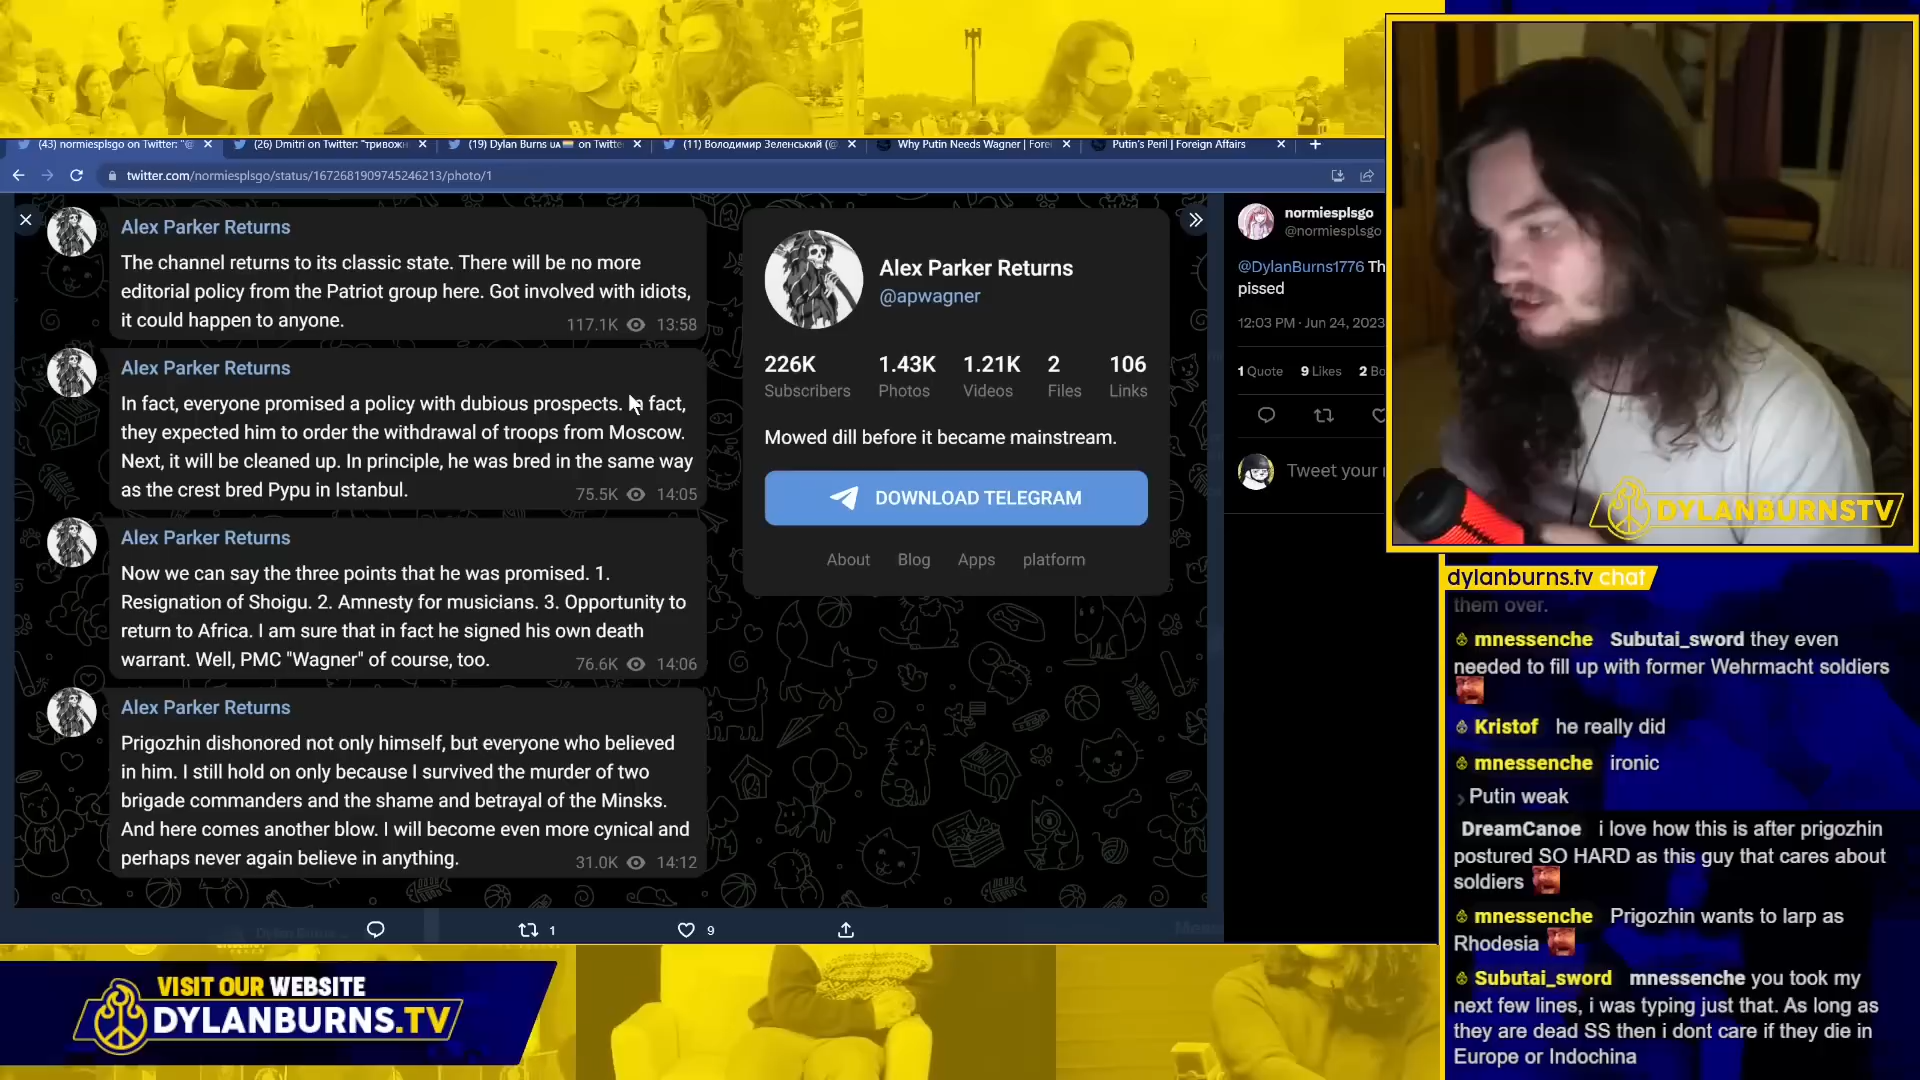 BEA
(43) normiesplsgo on Twitter: "@
(26) Dmitri on Twitter: "тривожн
(19) Dylan Burns UA on Twitte
(11) Володимир Зеленський (@
Why Putin Needs Wagner | Forei
Putin's Peril | Foreign Affairs
twitter.com/normiesplsgo/status/1672681909745246213/photo/1
Alex Parker Returns
The channel returns to its classic state. There will be no more
editorial policy from the Patriot group here. Got involved with idiots,
it could happen to anyone.
117.1K 13:58
Alex Parker Returns
In fact, everyone promised a policy with dubious prospects. In fact,
they expected him to order the withdrawal of troops from Moscow.
Next, it will be cleaned up. In principle, he was bred in the same way
as the crest bred Pypu in Istanbul.
75.5K 14:05
Alex Parker Returns
Now we can say the three points that he was promised. 1.
Resignation of Shoigu. 2. Amnesty for musicians. 3. Opportunity to
return to Africa. I am sure that in fact he signed his own death
warrant. Well, PMC "Wagner" of course, too.
76.6K 14:06
Alex Parker Returns
Prigozhin dishonored not only himself, but everyone who believed
in him. I still hold on only because I survived the murder of two
brigade commanders and the shame and betrayal of the Minsks.
And here comes another blow. I will become even more cynical and
perhaps never again believe in anything.
31.0K 14:12
1
9
Alex Parker Returns
@apwagner
226K 1.43K 1.21K 2 106
Subscribers Photos Videos Files Links
Mowed dill before it became mainstream.
DOWNLOAD TELEGRAM
About Blog Apps platform
normiesplsgo
@normiesplsgo
@DylanBurns1776 Th
pissed
12:03 PM · Jun 24, 2023
1 Quote 9 Likes 2 Bo
Tweet your r
DYLANBURNSTV
dylanburns.tv chat
them over.
mnessenche Subutai_sword they even
needed to fill up with former Wehrmacht soldiers
Kristof he really did
mnessenche ironic
Putin weak
DreamCanoe i love how this is after prigozhin
postured SO HARD as this guy that cares about
soldiers
mnessenche Prigozhin wants to larp as
Rhodesia
Subutai_sword mnessenche you took my
next few lines, i was typing just that. As long as
they are dead SS then i dont care if they die in
Europe or Indochina
VISIT OUR WEBSITE
DYLANBURNS.TV